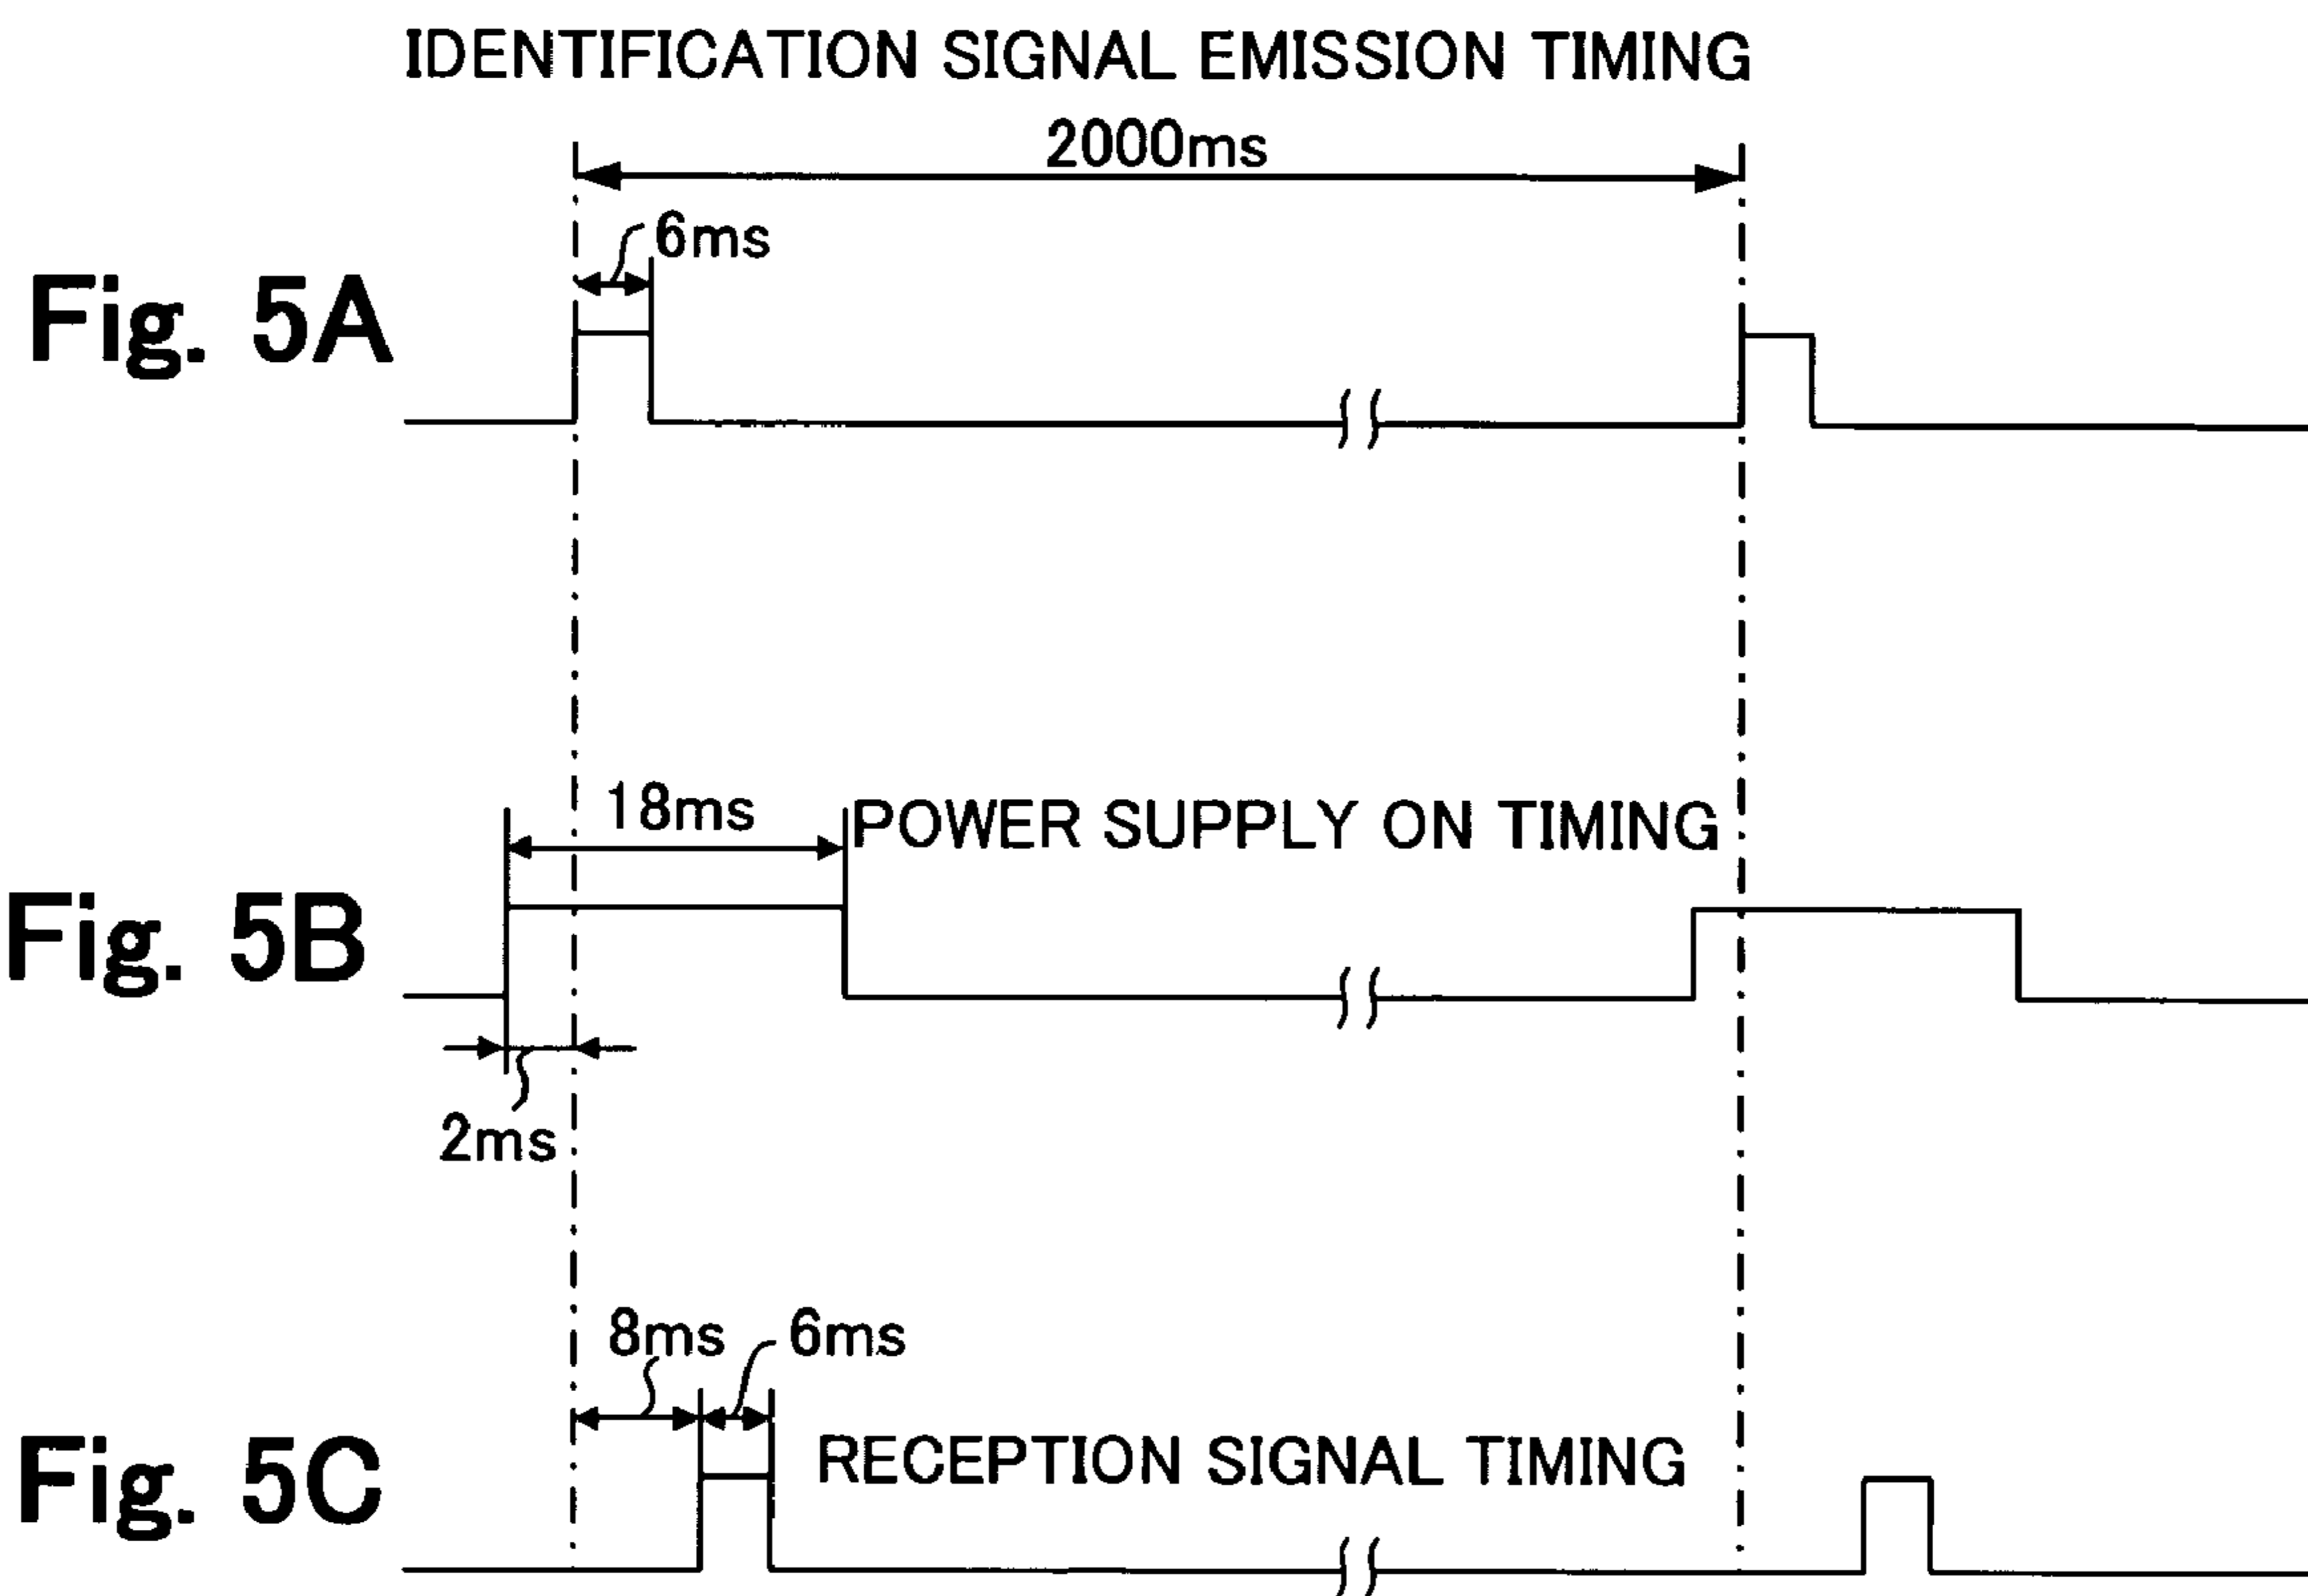 IDENTIFICATION SIGNAL EMISSION TIMING
2000ms
6ms
Fig. 5A
18ms
POWER SUPPLY ON TIMING
Fig. 5B
2ms
8ms
6ms
Fig. 5C
RECEPTION SIGNAL TIMING